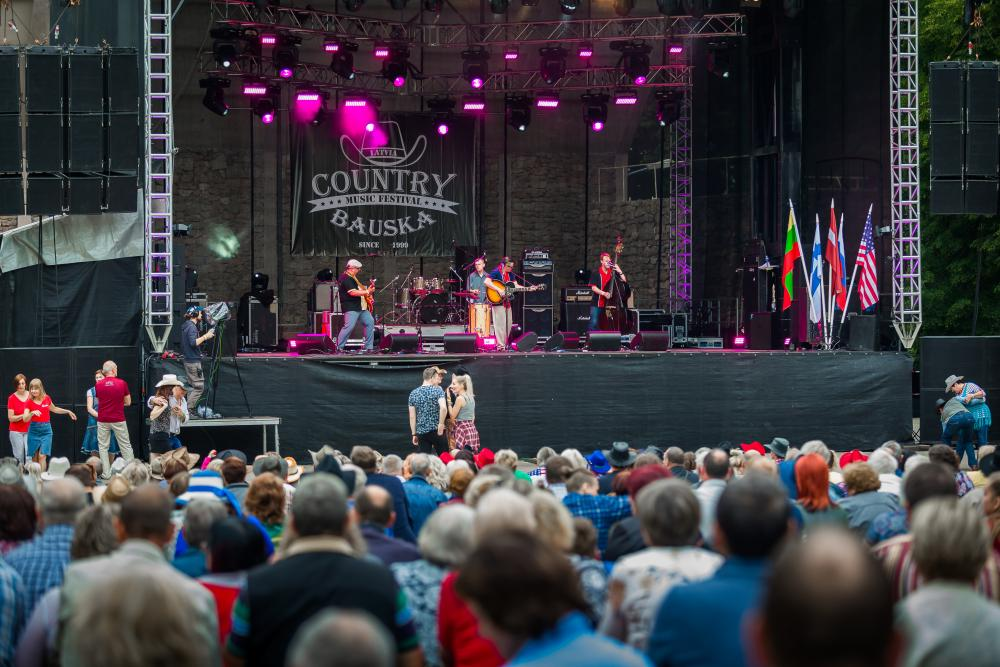 LATVIA
COUNTRY
MUSIC FESTIVAL
BAUSKA
SINCE 1999